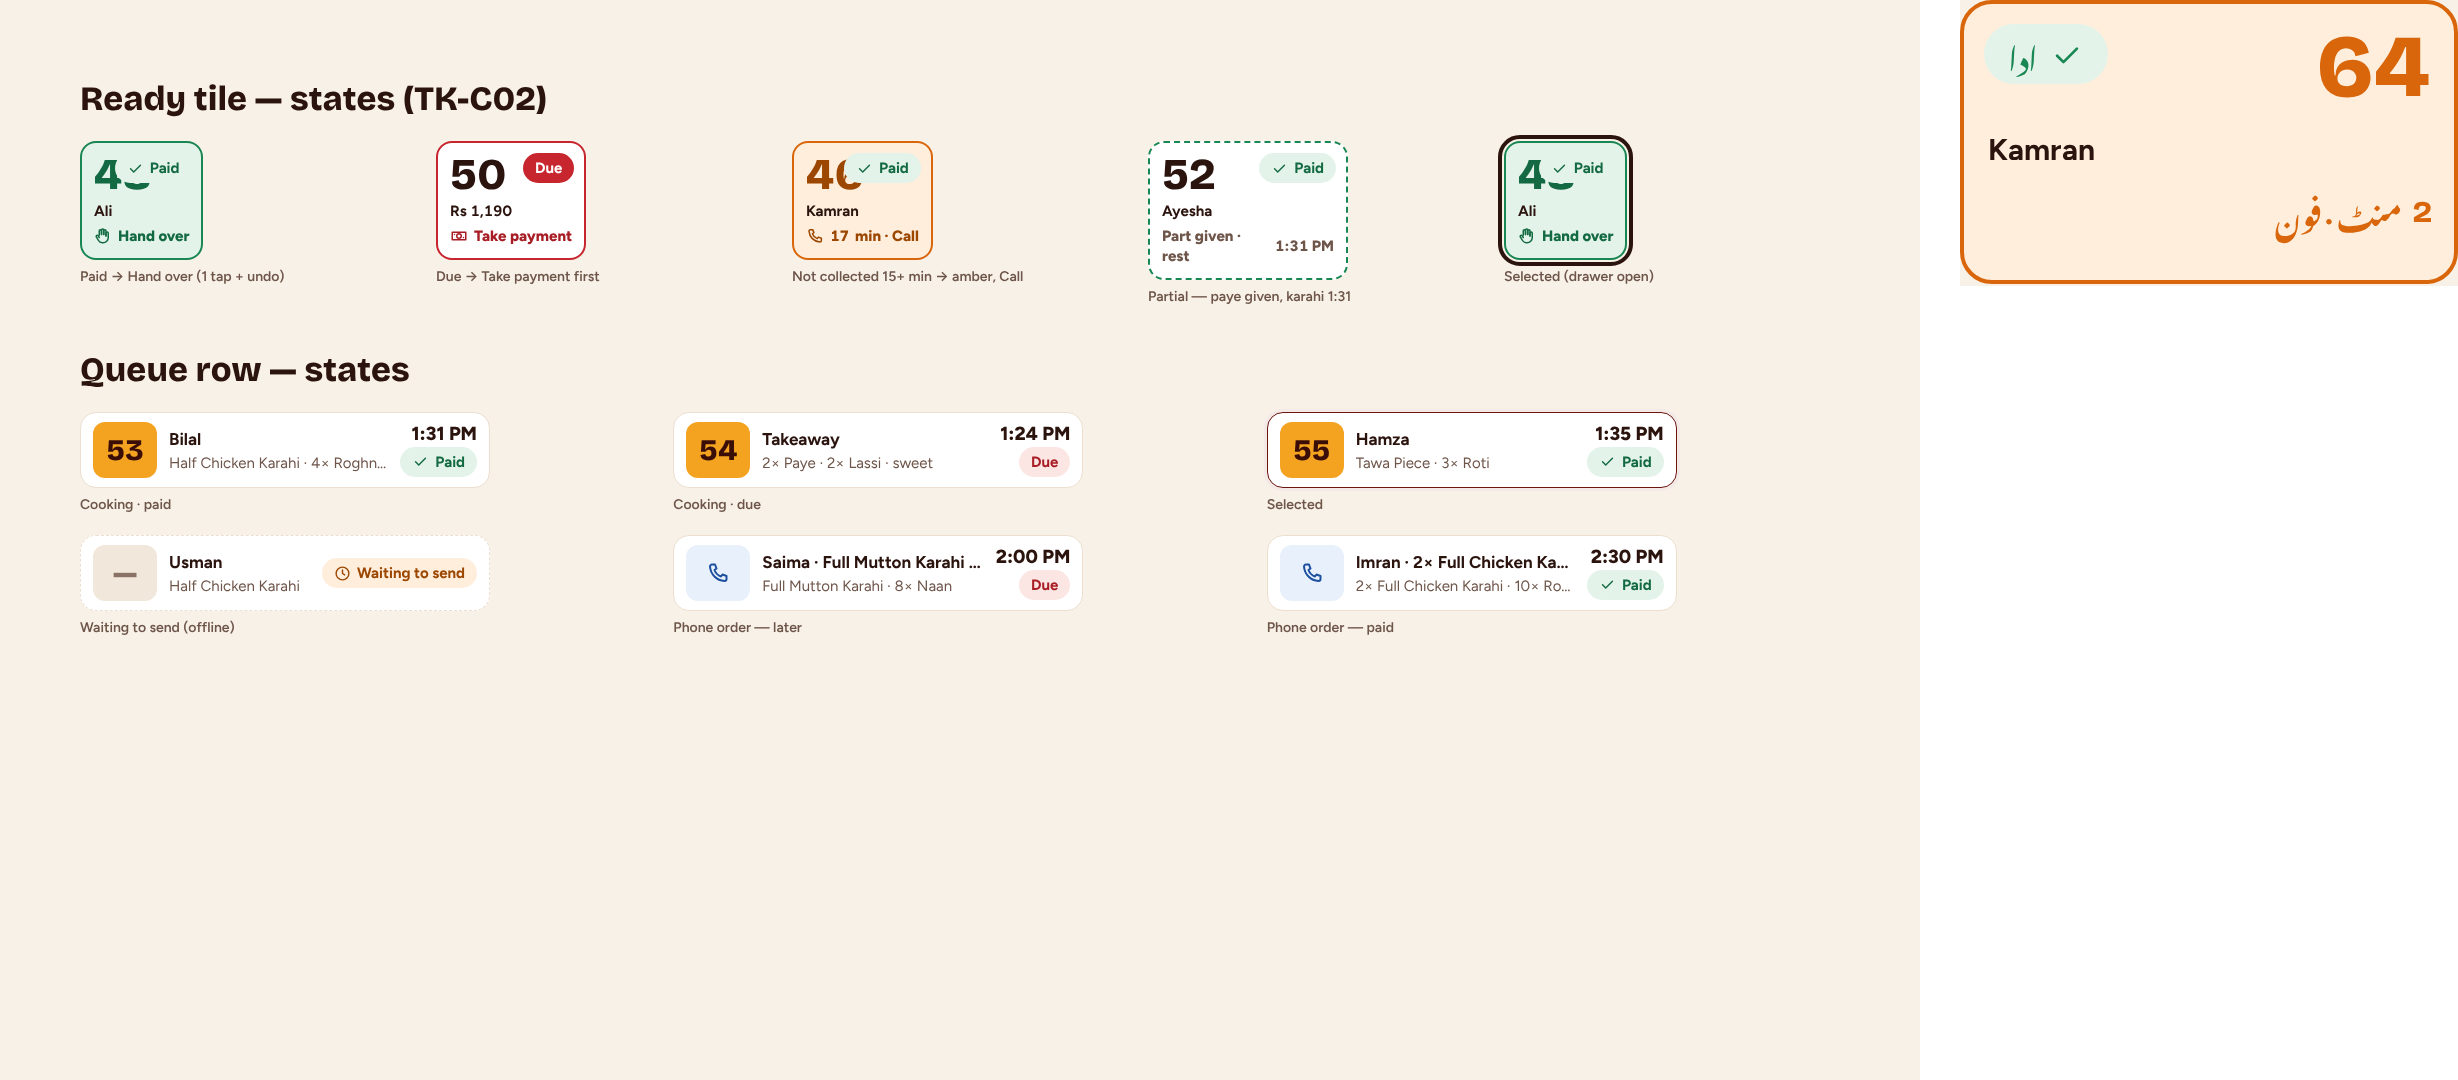 Ready tile — states (TK-C02)
Paid
Ali
Hand over
Paid → Hand over (1 tap + undo)
50 Due
Rs 1,190
Take payment
Due → Take payment first
Paid
Kamran
17 min · Call
Not collected 15+ min → amber, Call
52 Paid
Ayesha
Part given · rest 1:31 PM
Partial — paye given, karahi 1:31
Paid
Ali
Hand over
Selected (drawer open)
Queue row — states
53 Bilal 1:31 PM
Half Chicken Karahi · 4× Roghn... Paid
Cooking · paid
54 Takeaway 1:24 PM
2× Paye · 2× Lassi · sweet Due
Cooking · due
55 Hamza 1:35 PM
Tawa Piece · 3× Roti Paid
Selected
— Usman
Half Chicken Karahi Waiting to send
Waiting to send (offline)
Saima · Full Mutton Karahi ... 2:00 PM
Full Mutton Karahi · 8× Naan Due
Phone order — later
Imran · 2× Full Chicken Ka... 2:30 PM
2× Full Chicken Karahi · 10× Ro... Paid
Phone order — paid
64 ادا
Kamran
2 منٹ · فون